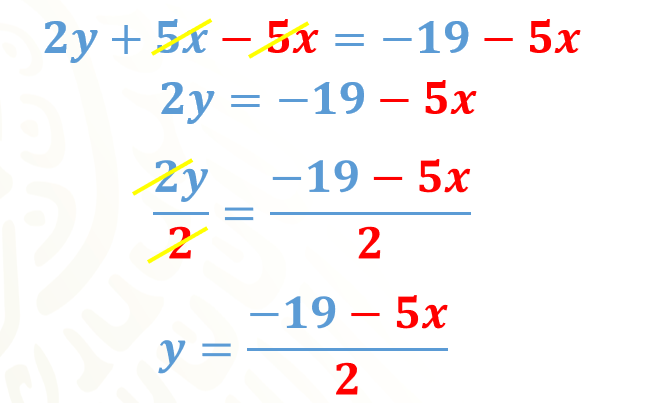 2y + 5x − 5x = −19 − 5x
2y = −19 − 5x
2y/2 = (−19 − 5x)/2
y = (−19 − 5x)/2